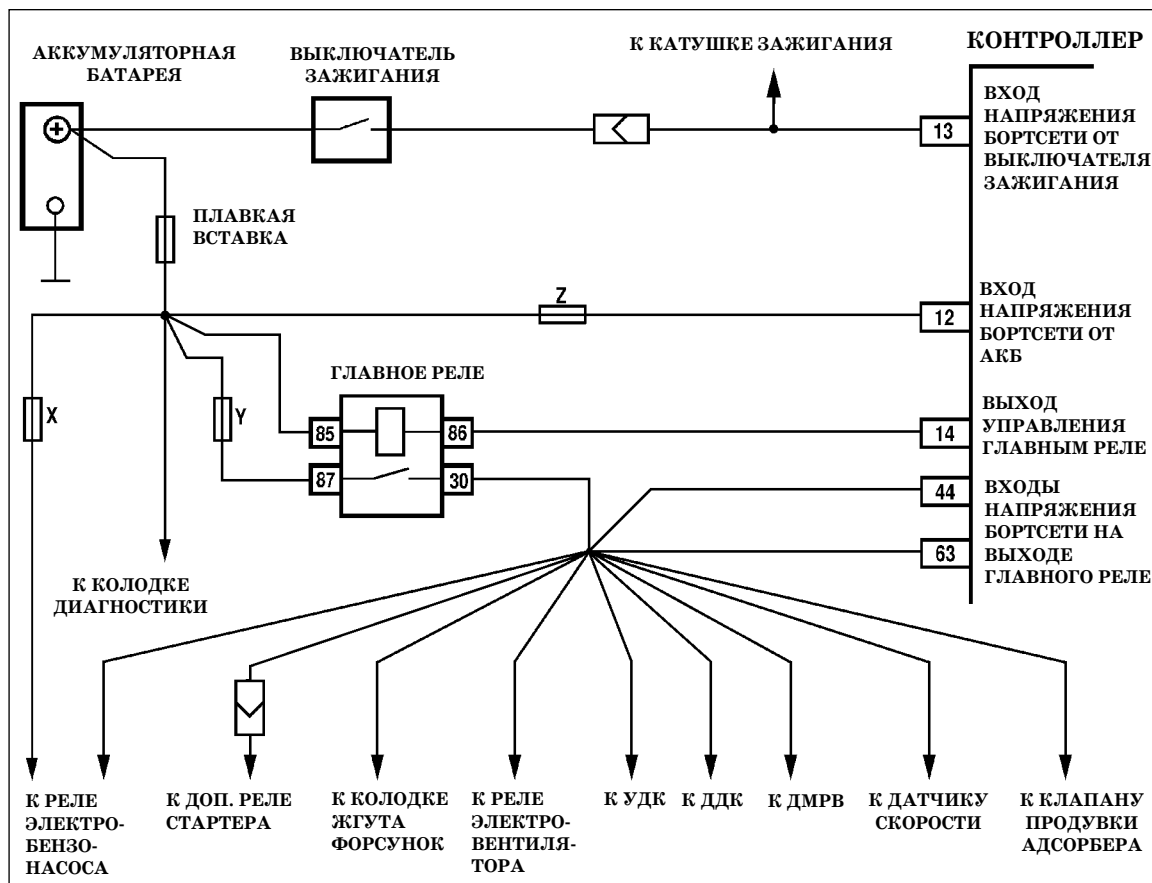 АККУМУЛЯТОРНАЯ
БАТАРЕЯ
ВЫКЛЮЧАТЕЛЬ
ЗАЖИГАНИЯ
К КАТУШКЕ ЗАЖИГАНИЯ
КОНТРОЛЛЕР
13
ВХОД
НАПРЯЖЕНИЯ
БОРТСЕТИ ОТ
ВЫКЛЮЧАТЕЛЯ
ЗАЖИГАНИЯ
ПЛАВКАЯ
ВСТАВКА
Z
12
ВХОД
НАПРЯЖЕНИЯ
БОРТСЕТИ ОТ
АКБ
X
Y
ГЛАВНОЕ РЕЛЕ
85
86
87
30
14
ВЫХОД
УПРАВЛЕНИЯ
ГЛАВНЫМ РЕЛЕ
44
63
ВХОДЫ
НАПРЯЖЕНИЯ
БОРТСЕТИ НА
ВЫХОДЕ
ГЛАВНОГО РЕЛЕ
К КОЛОДКЕ
ДИАГНОСТИКИ
К РЕЛЕ
ЭЛЕКТРО-
БЕНЗО-
НАСОСА
К ДОП. РЕЛЕ
СТАРТЕРА
К КОЛОДКЕ
ЖГУТА
ФОРСУНОК
К РЕЛЕ
ЭЛЕКТРО-
ВЕНТИЛЯ-
ТОРА
К УДК
К ДДК
К ДМРВ
К ДАТЧИКУ
СКОРОСТИ
К КЛАПАНУ
ПРОДУВКИ
АДСОРБЕРА